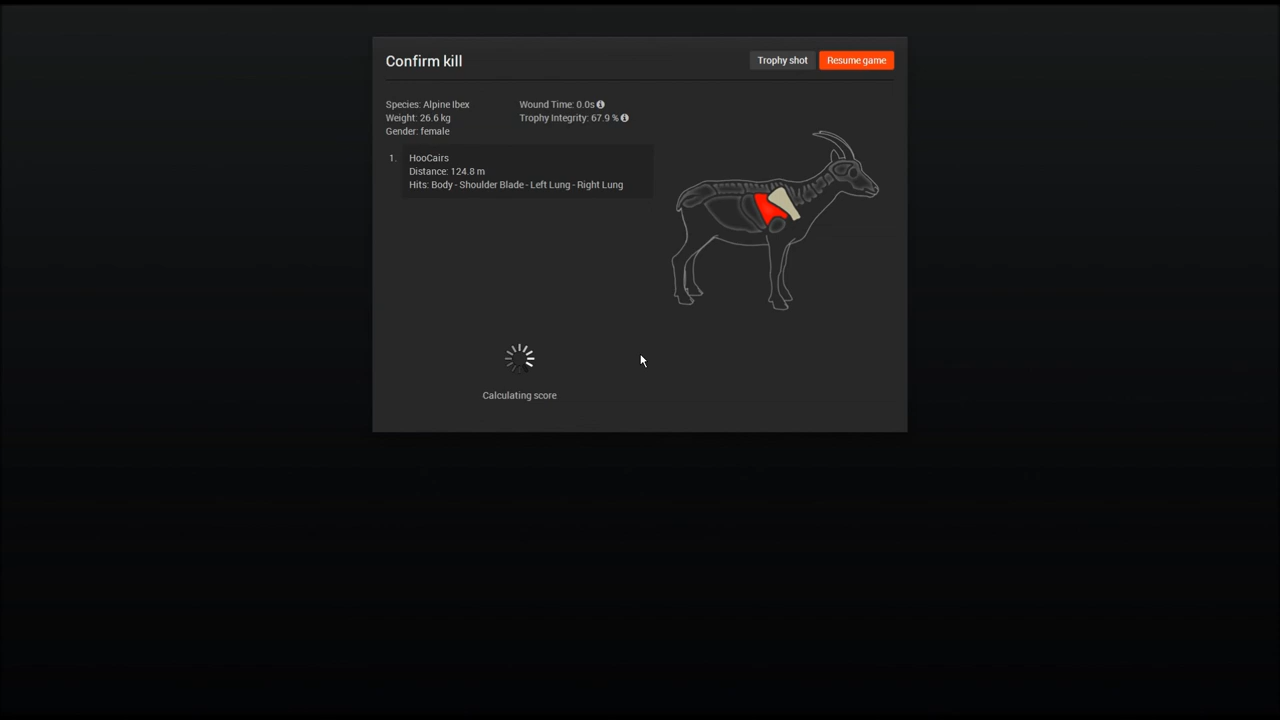 Confirm kill
Trophy shot
Resume game
Species: Alpine Ibex
Weight: 26.6 kg
Gender: female
Wound Time: 0.0s
Trophy Integrity: 67.9 %
1.
HooCairs
Distance: 124.8 m
Hits: Body - Shoulder Blade - Left Lung - Right Lung
Calculating score